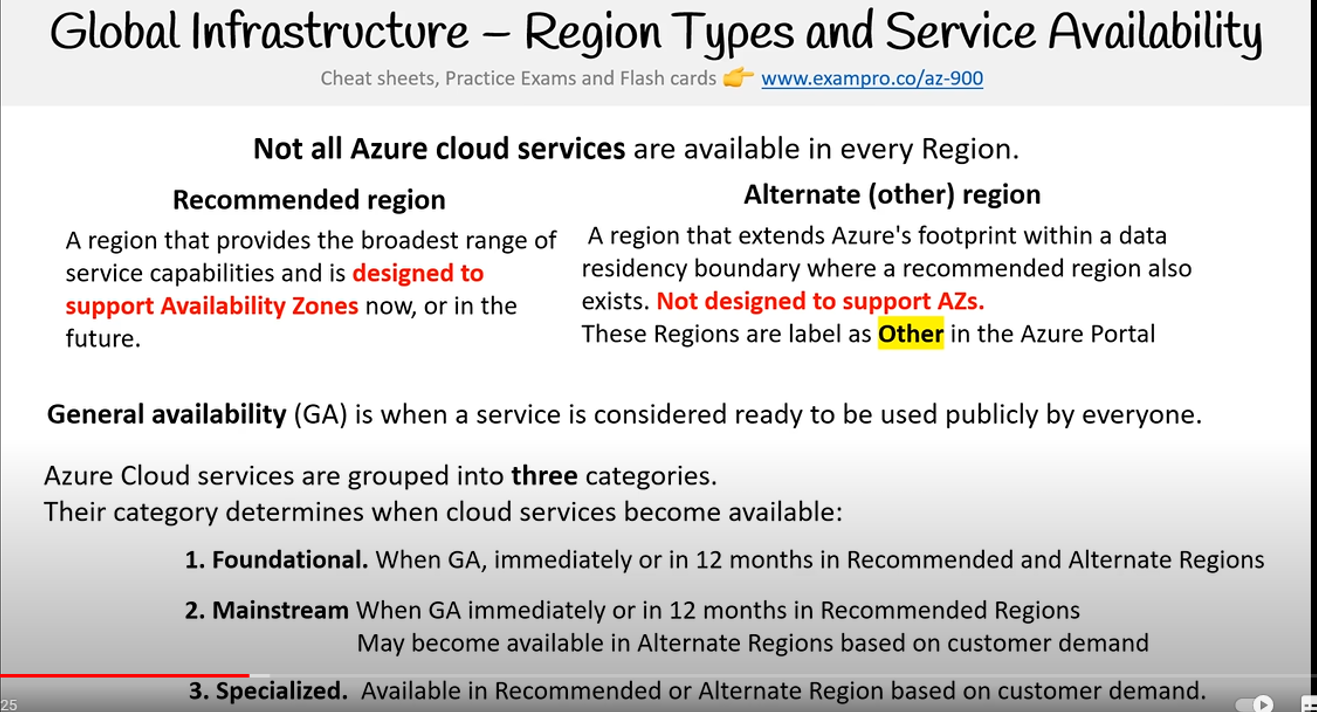 Global Infrastructure – Region Types and Service Availability
Cheat sheets, Practice Exams and Flash cards 👉 www.exampro.co/az-900
Not all Azure cloud services are available in every Region.
Recommended region
A region that provides the broadest range of
service capabilities and is designed to
support Availability Zones now, or in the
future.
Alternate (other) region
A region that extends Azure's footprint within a data
residency boundary where a recommended region also
exists. Not designed to support AZs.
These Regions are label as Other in the Azure Portal
General availability (GA) is when a service is considered ready to be used publicly by everyone.
Azure Cloud services are grouped into three categories.
Their category determines when cloud services become available:
1. Foundational. When GA, immediately or in 12 months in Recommended and Alternate Regions
2. Mainstream When GA immediately or in 12 months in Recommended Regions
May become available in Alternate Regions based on customer demand
3. Specialized. Available in Recommended or Alternate Region based on customer demand.
25